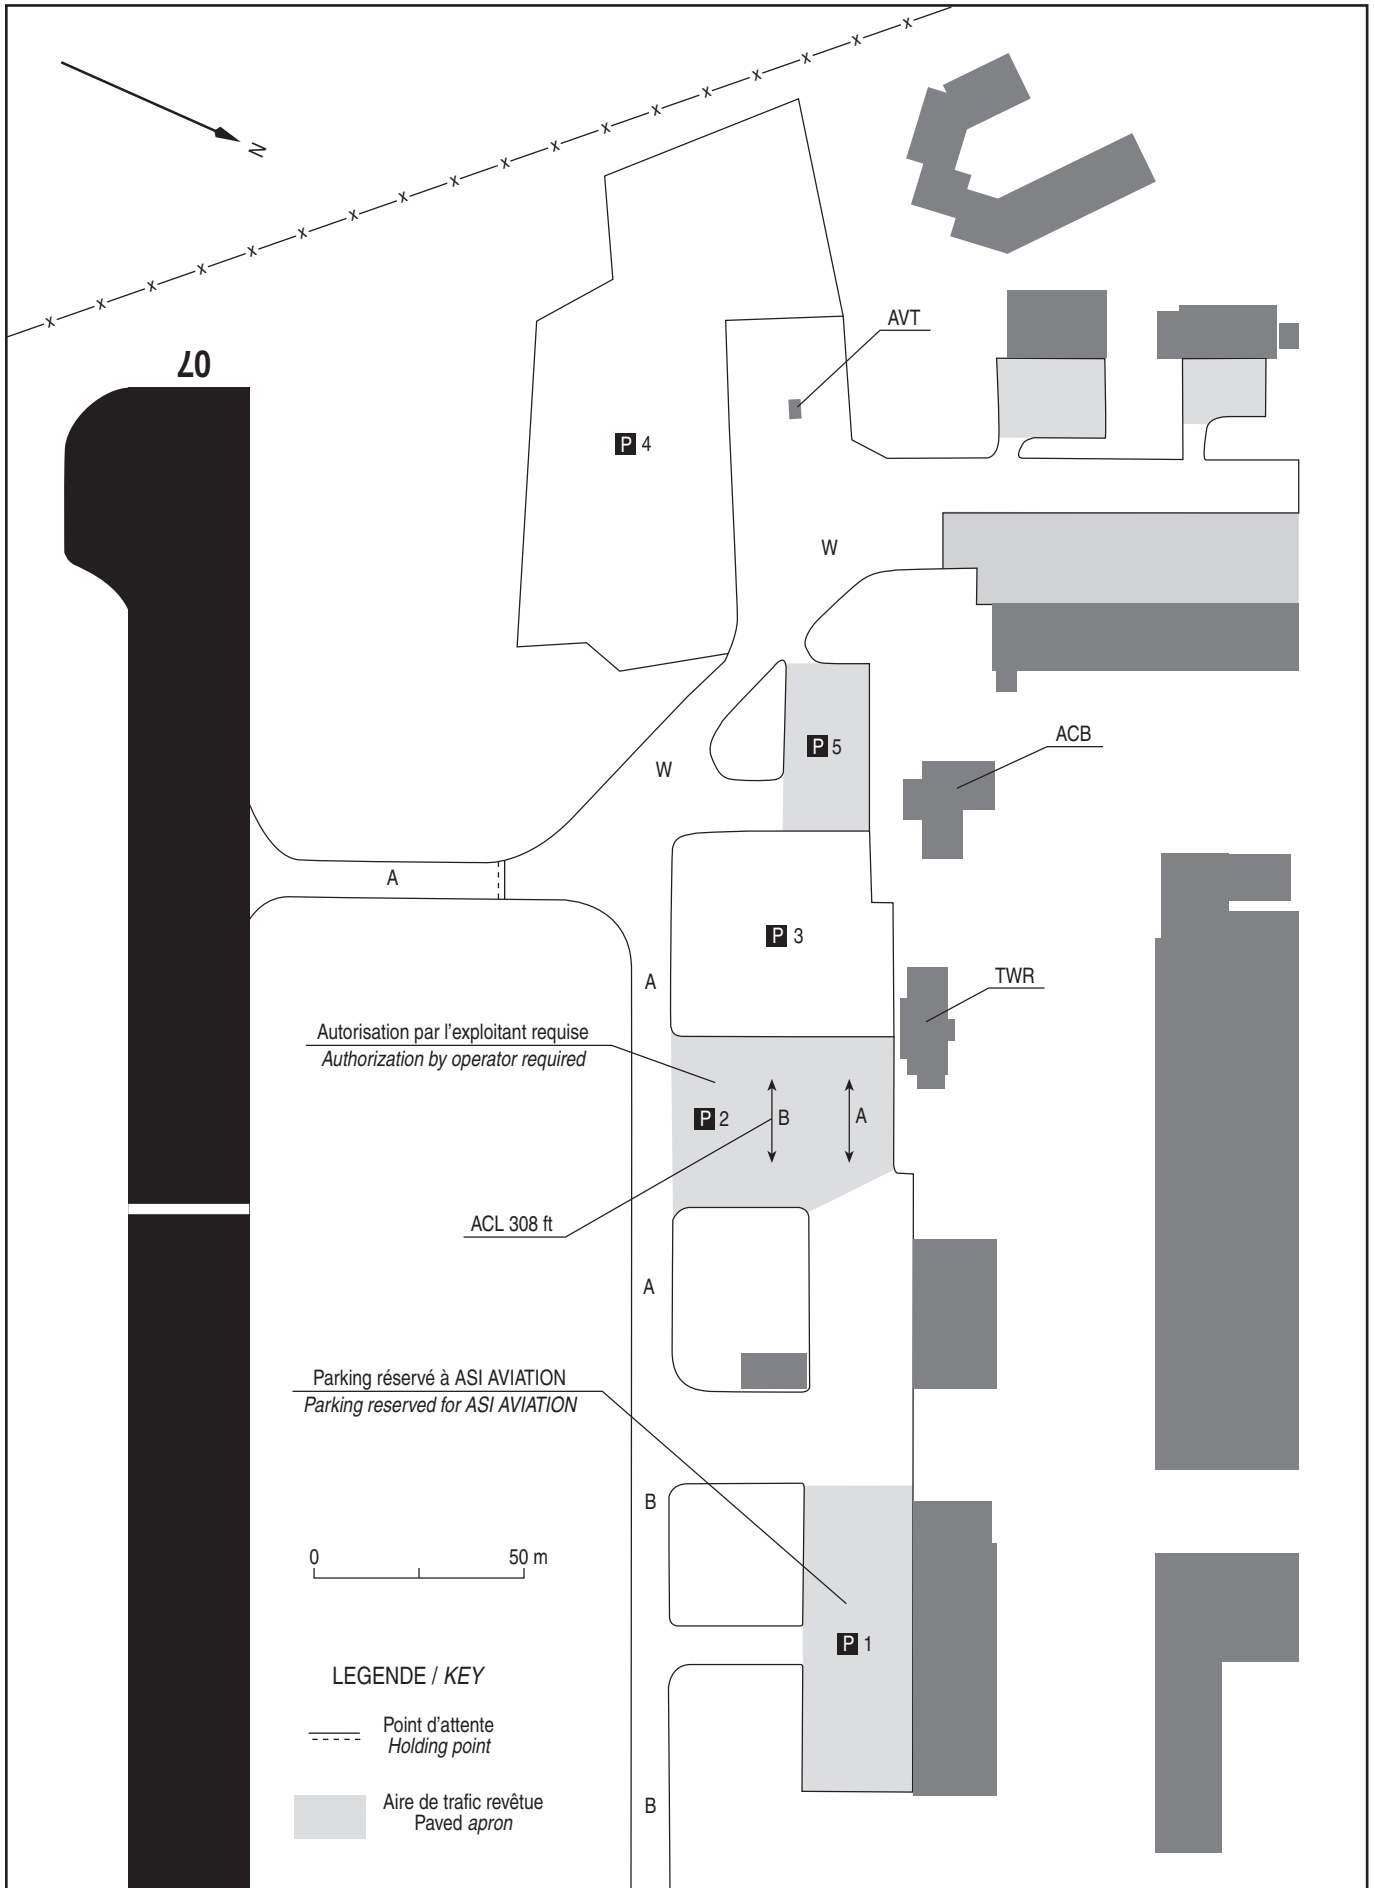 N
07
AVT
P 4
W
ACB
P 5
W
A
P 3
TWR
A
Autorisation par l'exploitant requise
Authorization by operator required
P 2
B
A
ACL 308 ft
A
Parking réservé à ASI AVIATION
Parking reserved for ASI AVIATION
B
0 50 m
P 1
LEGENDE / KEY
Point d'attente
Holding point
Aire de trafic revêtue
Paved apron
B